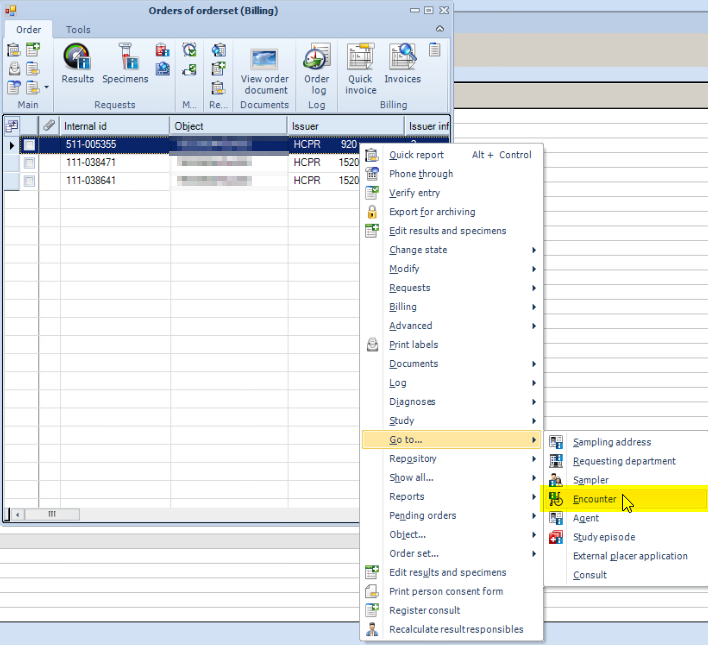 Orders of orderset (Billing)
Order Tools
Results Specimens View order document Order log Quick invoice Invoices
Main Requests M... Re... Documents Log Billing
Internal id Object Issuer Issuer inf
511-005355 HCPR 920
111-038471 HCPR 1520
111-038641 HCPR 1520
Quick report Alt + Control
Phone through
Verify entry
Export for archiving
Edit results and specimens
Change state
Modify
Requests
Billing
Advanced
Print labels
Documents
Log
Diagnoses
Study
Go to...
Repository
Show all...
Reports
Pending orders
Object...
Order set...
Edit results and specimens
Print person consent form
Register consult
Recalculate resultresponsibles
Sampling address
Requesting department
Sampler
Encounter
Agent
Study episode
External placer application
Consult